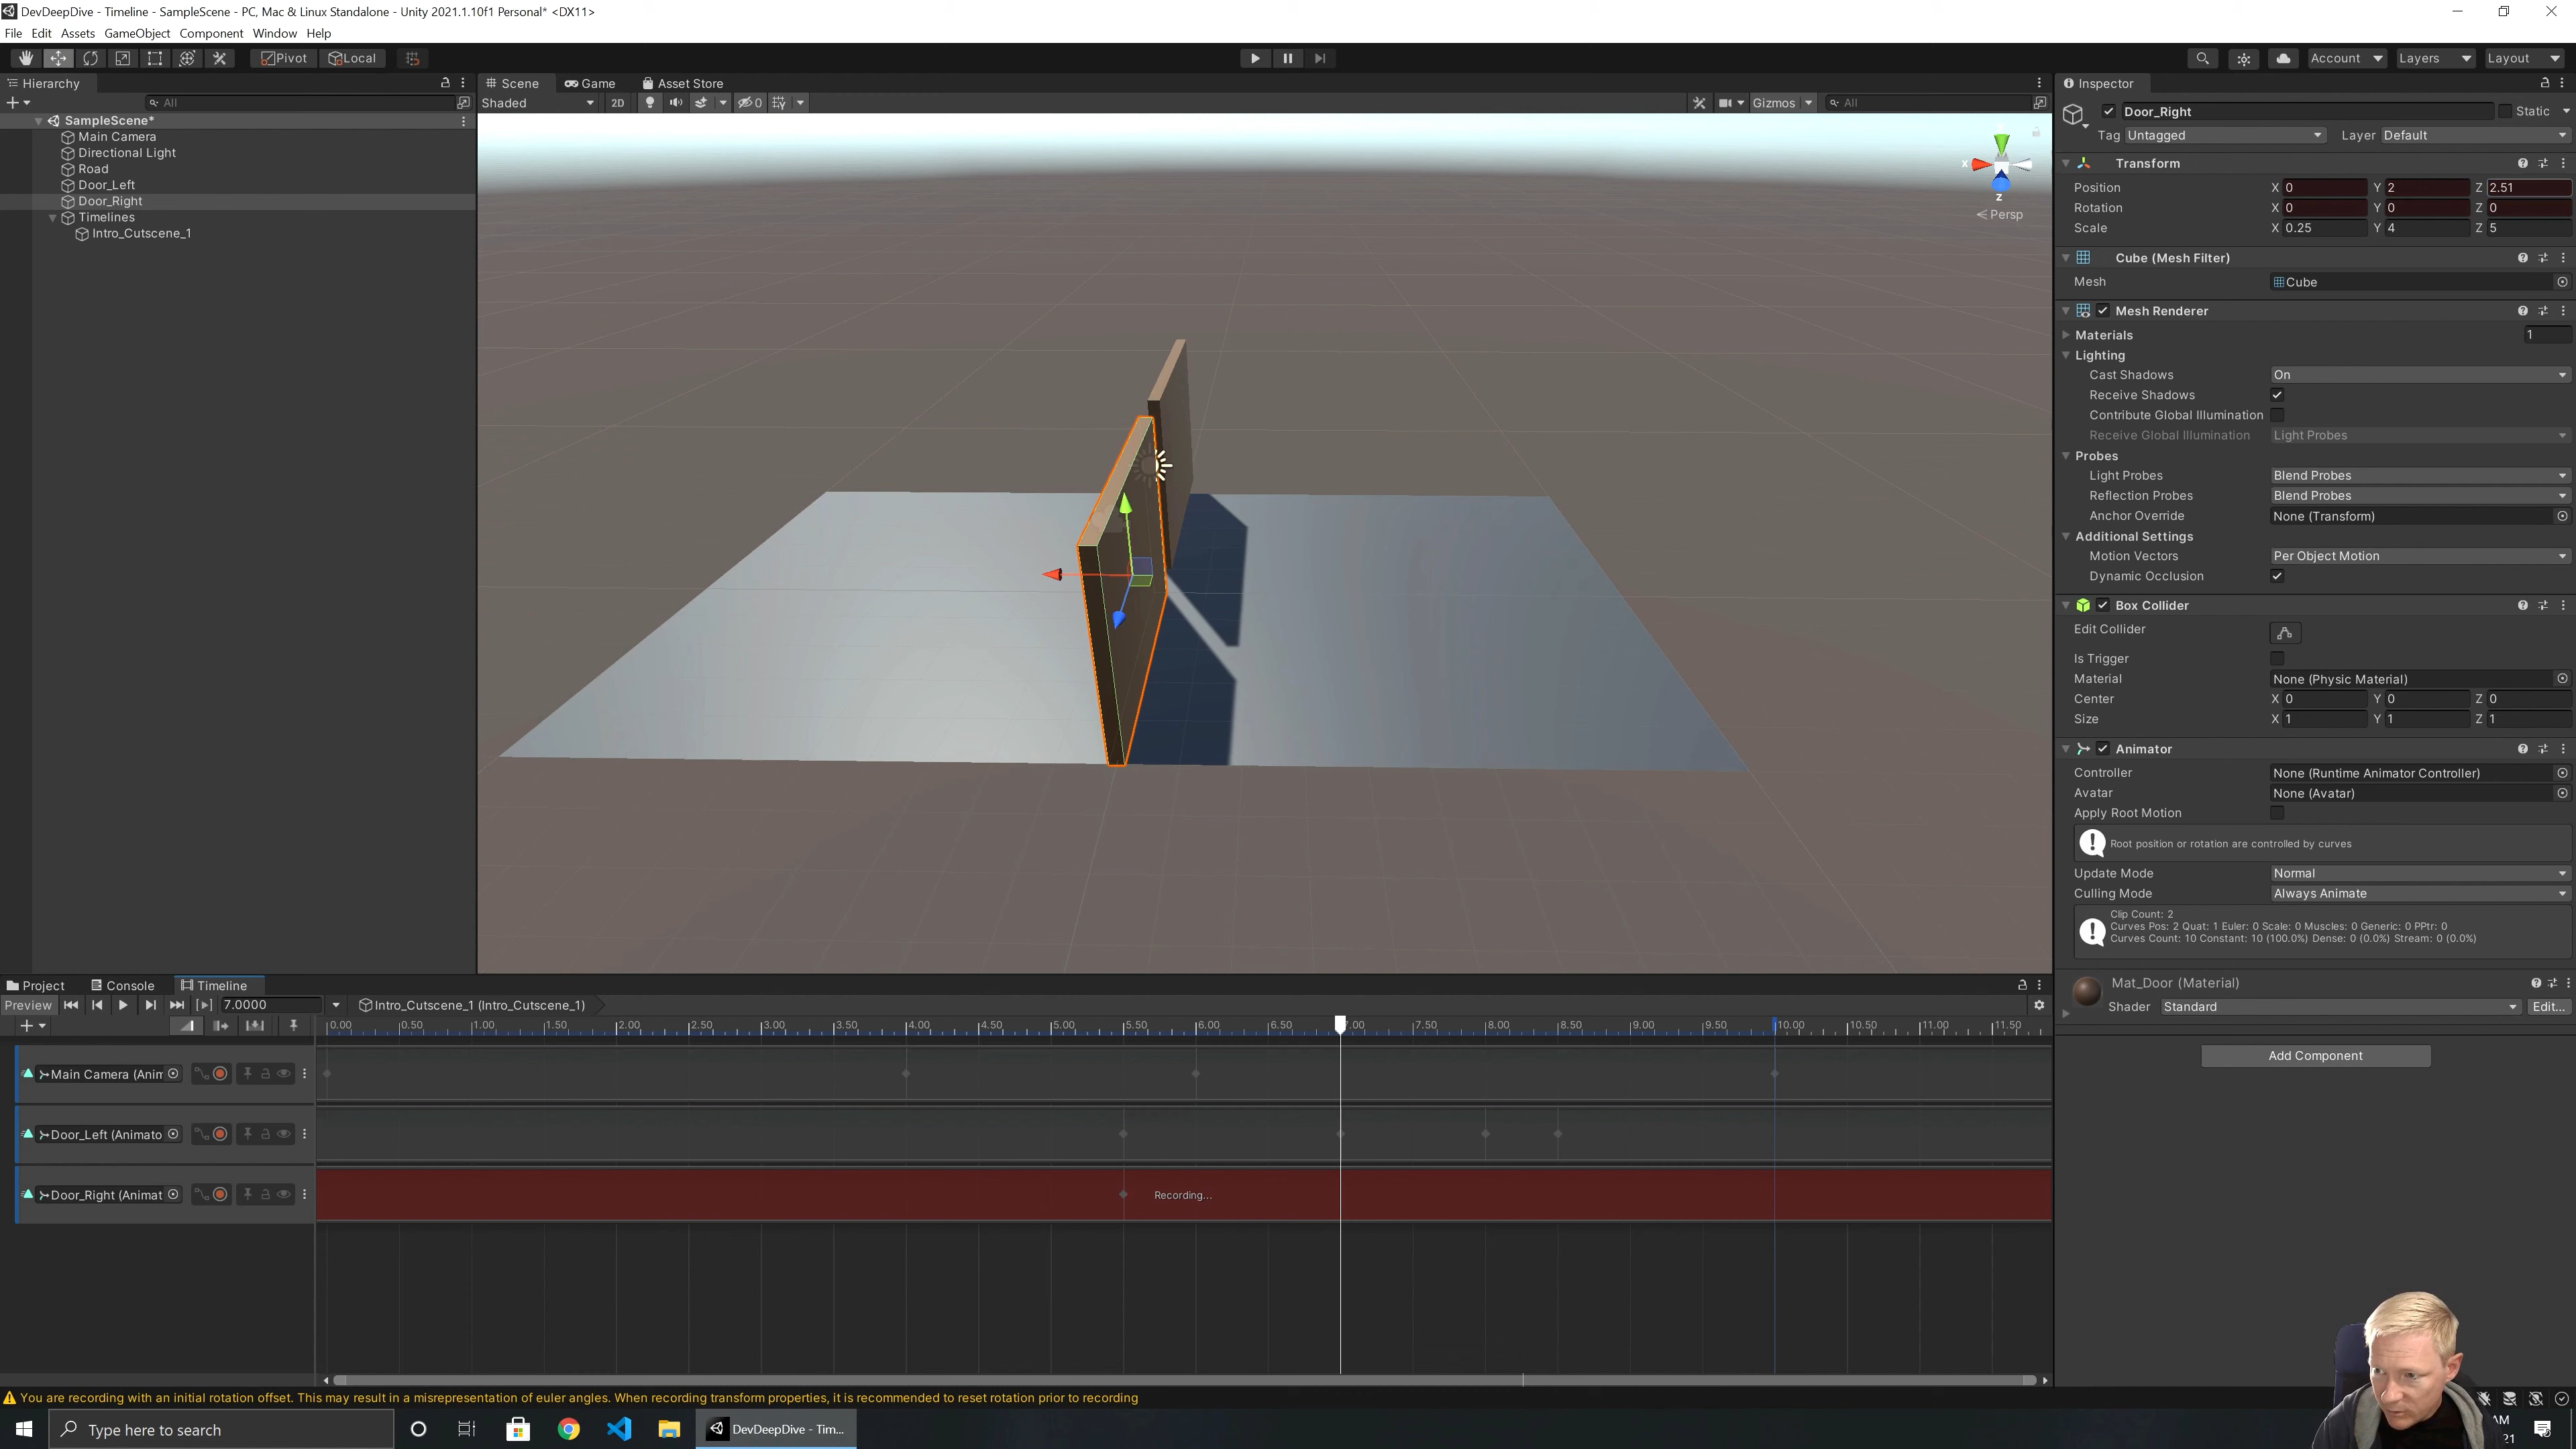 DevDeepDive - Timeline - SampleScene - PC, Mac & Linux Standalone - Unity 2021.1.10f1 Personal* <DX11>
File Edit Assets GameObject Component Window Help
Pivot Local Account Layers Layout
Hierarchy
All
SampleScene*
Main Camera
Directional Light
Road
Door_Left
Door_Right
Timelines
Intro_Cutscene_1
Scene Game Asset Store
Shaded 2D 0 Gizmos All
x
z
Persp
Inspector
Door_Right Static
Tag Untagged Layer Default
Transform
Position X 0 Y 2 Z 2.51
Rotation X 0 Y 0 Z 0
Scale X 0.25 Y 4 Z 5
Cube (Mesh Filter)
Mesh Cube
Mesh Renderer
Materials 1
Lighting
Cast Shadows On
Receive Shadows
Contribute Global Illumination
Receive Global Illumination Light Probes
Probes
Light Probes Blend Probes
Reflection Probes Blend Probes
Anchor Override None (Transform)
Additional Settings
Motion Vectors Per Object Motion
Dynamic Occlusion
Box Collider
Edit Collider
Is Trigger
Material None (Physic Material)
Center X 0 Y 0 Z 0
Size X 1 Y 1 Z 1
Animator
Controller None (Runtime Animator Controller)
Avatar None (Avatar)
Apply Root Motion
Root position or rotation are controlled by curves
Update Mode Normal
Culling Mode Always Animate
Clip Count: 2
Curves Pos: 2 Quat: 1 Euler: 0 Scale: 0 Muscles: 0 Generic: 0 PPtr: 0
Curves Count: 10 Constant: 10 (100.0%) Dense: 0 (0.0%) Stream: 0 (0.0%)
Mat_Door (Material)
Shader Standard Edit...
Add Component
Project Console Timeline
Preview 7.0000 Intro_Cutscene_1 (Intro_Cutscene_1)
0.00 0.50 1.00 1.50 2.00 2.50 3.00 3.50 4.00 4.50 5.00 5.50 6.00 6.50 7.00 7.50 8.00 8.50 9.00 9.50 10.00 10.50 11.00 11.50
Main Camera (Anim
Door_Left (Animato
Door_Right (Animat Recording...
You are recording with an initial rotation offset. This may result in a misrepresentation of euler angles. When recording transform properties, it is recommended to reset rotation prior to recording
Type here to search
DevDeepDive - Tim...
AM
21